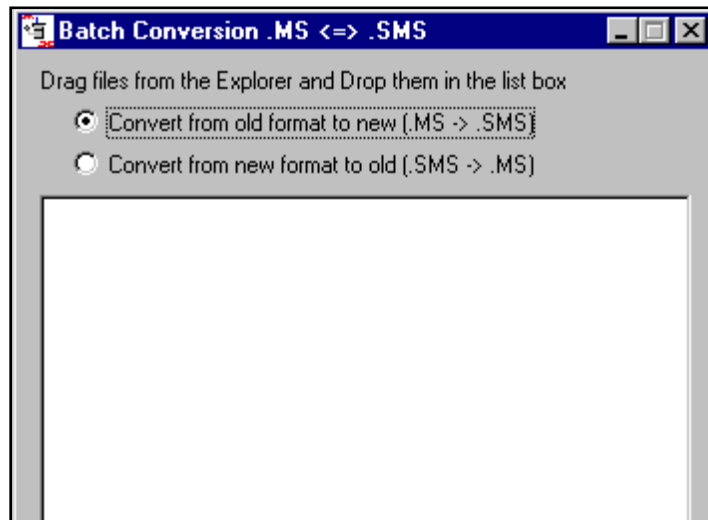 Batch Conversion .MS <=> .SMS
Drag files from the Explorer and Drop them in the list box
Convert from old format to new (.MS -> .SMS)
Convert from new format to old (.SMS -> .MS)